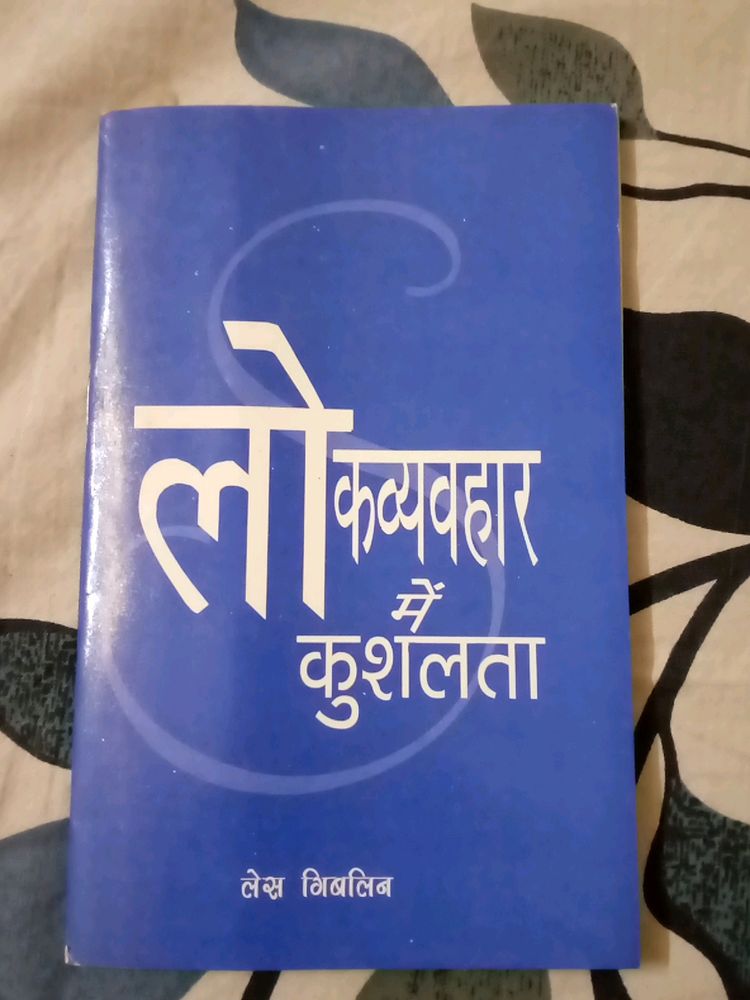 लोकव्यवहार
में
कुशलता
लेस गिबलिन